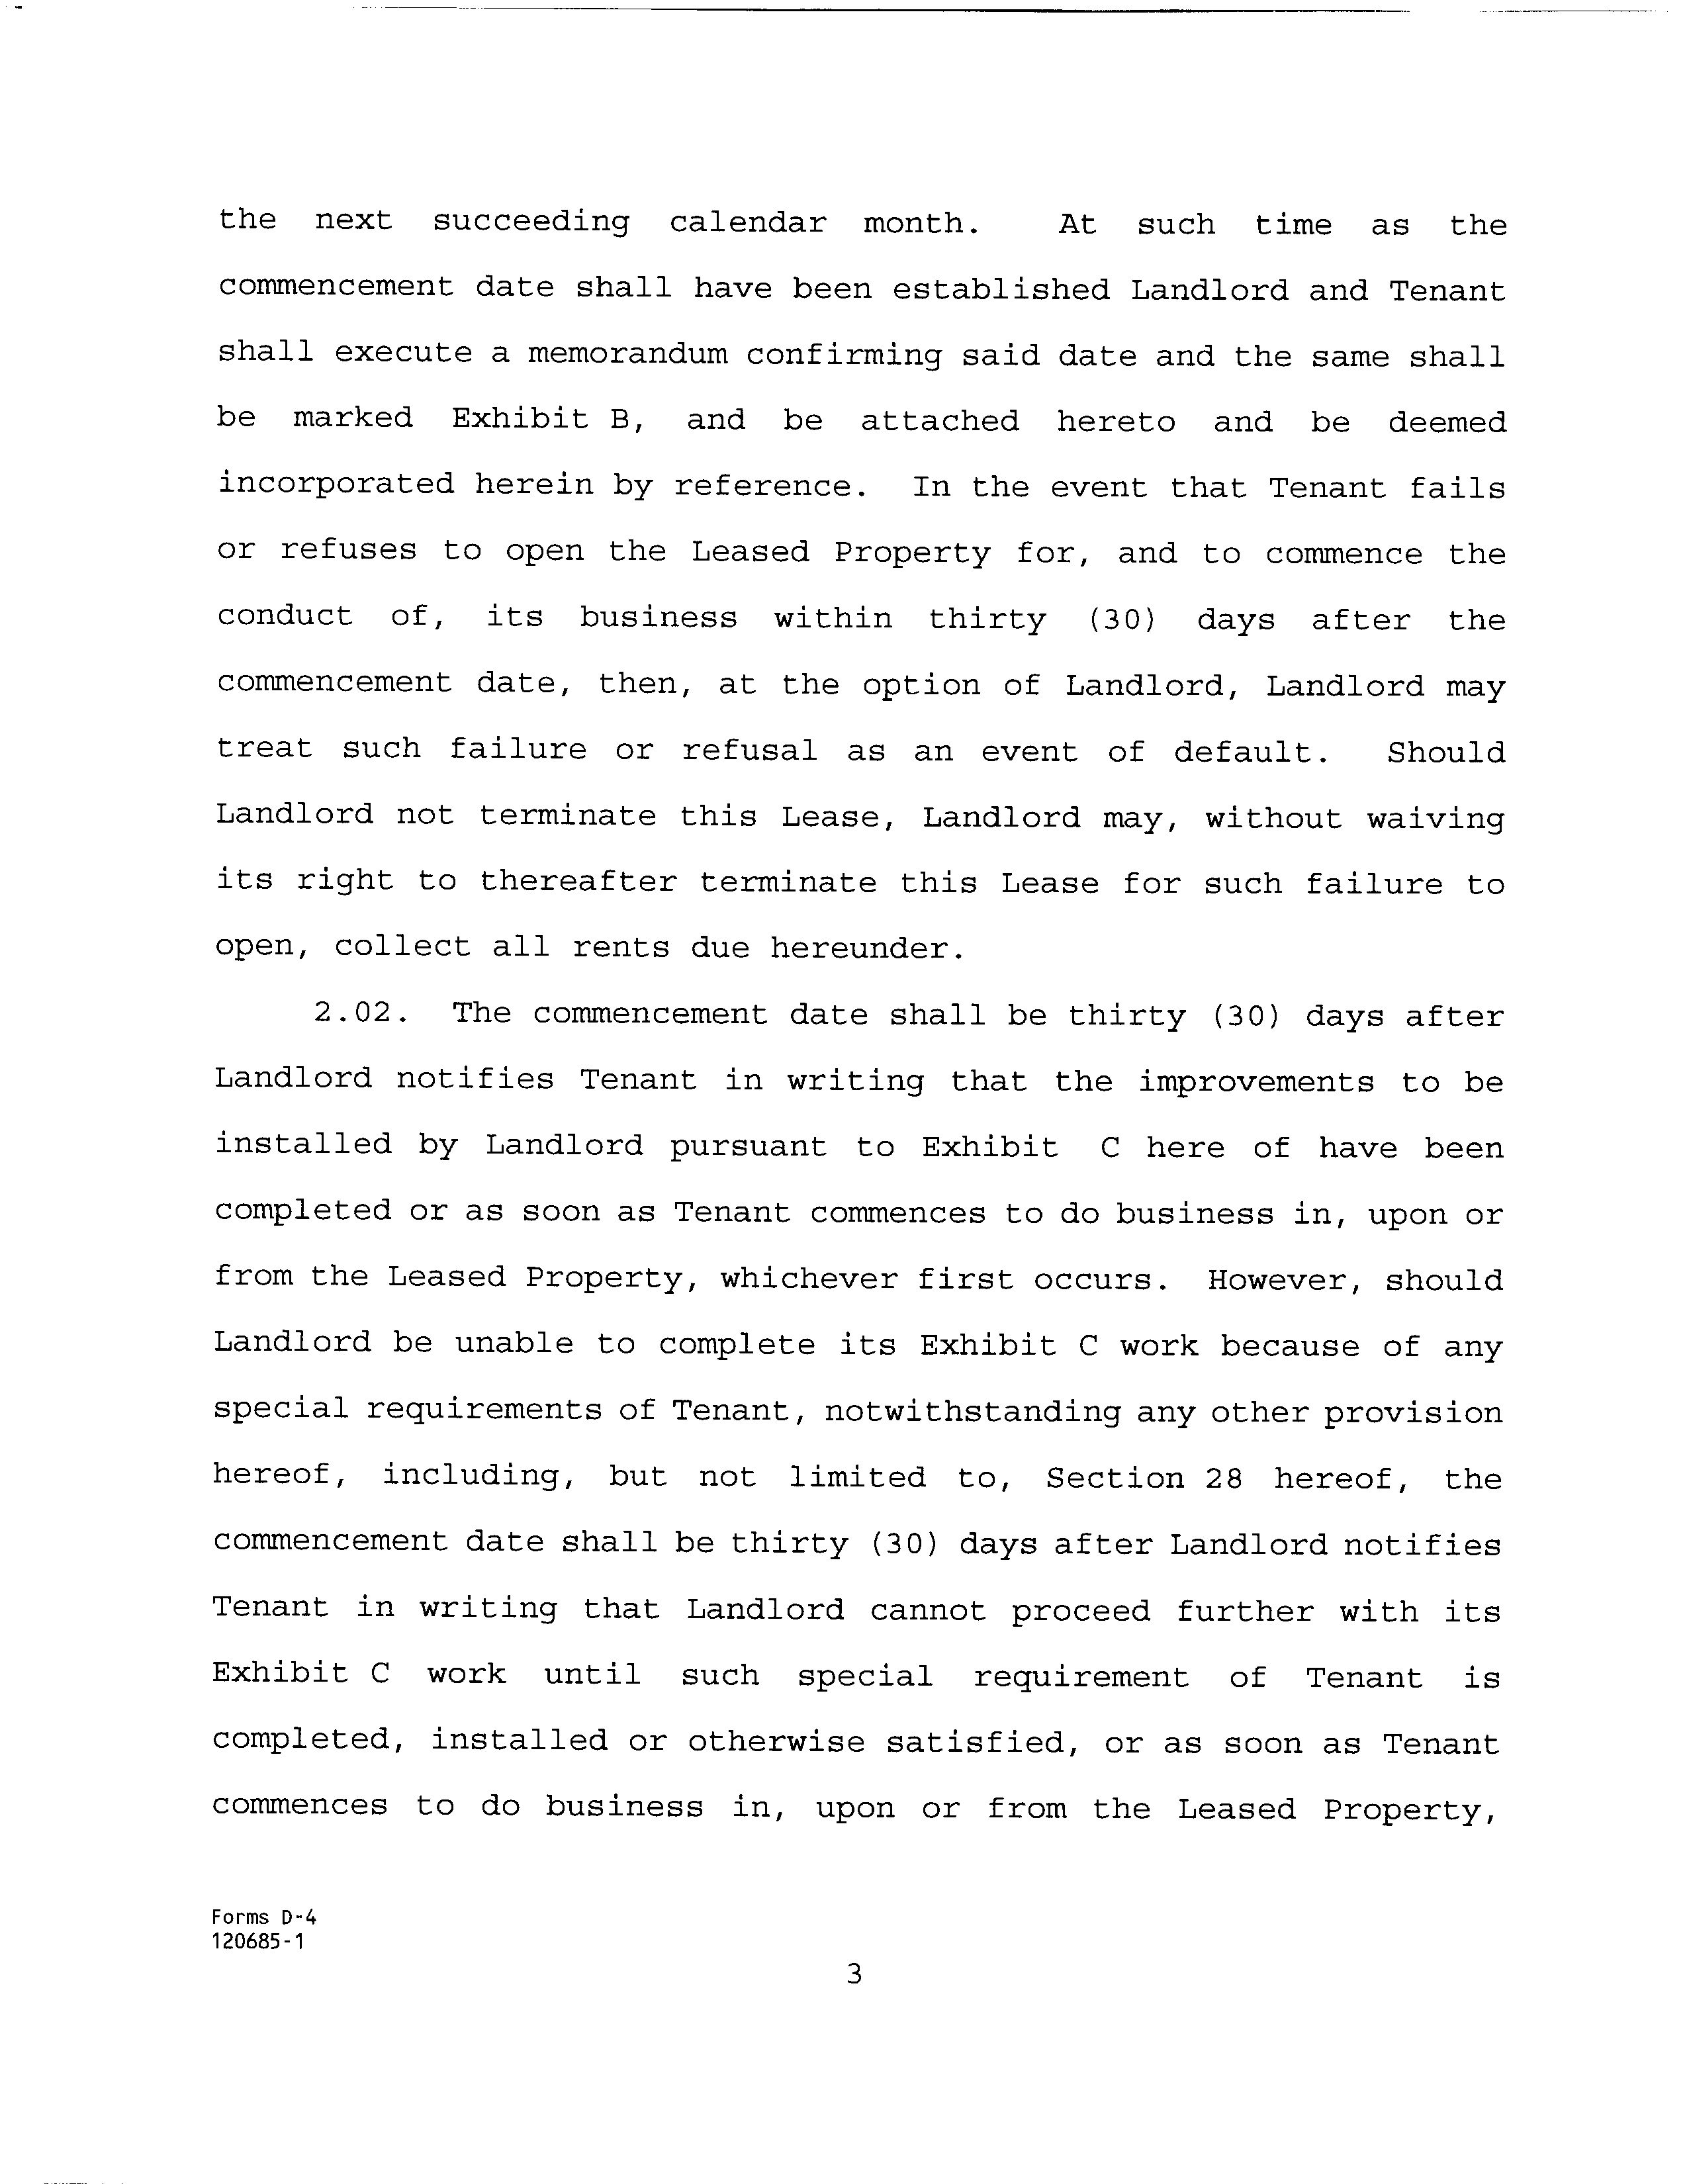 the next succeeding calendar month. At such time as the
commencement date shall have been established Landlord and Tenant
shall execute a memorandum confirming said date and the same shall
be marked Exhibit B, and be attached hereto and be deemed
incorporated herein by reference. In the event that Tenant fails
or refuses to open the Leased Property for, and to commence the
conduct of, its business within thirty (30) days after the
commencement date, then, at the option of Landlord, Landlord may
treat such failure or refusal as an event of default. Should
Landlord not terminate this Lease, Landlord may, without waiving
its right to thereafter terminate this Lease for such failure to
open, collect all rents due hereunder.
2.02. The commencement date shall be thirty (30) days after
Landlord notifies Tenant in writing that the improvements to be
installed by Landlord pursuant to Exhibit C here of have been
completed or as soon as Tenant commences to do business in, upon or
from the Leased Property, whichever first occurs. However, should
Landlord be unable to complete its Exhibit C work because of any
special requirements of Tenant, notwithstanding any other provision
hereof, including, but not limited to, Section 28 hereof, the
commencement date shall be thirty (30) days after Landlord notifies
Tenant in writing that Landlord cannot proceed further with its
Exhibit C work until such special requirement of Tenant is
completed, installed or otherwise satisfied, or as soon as Tenant
commences to do business in, upon or from the Leased Property,
Forms D-4
120685-1
3